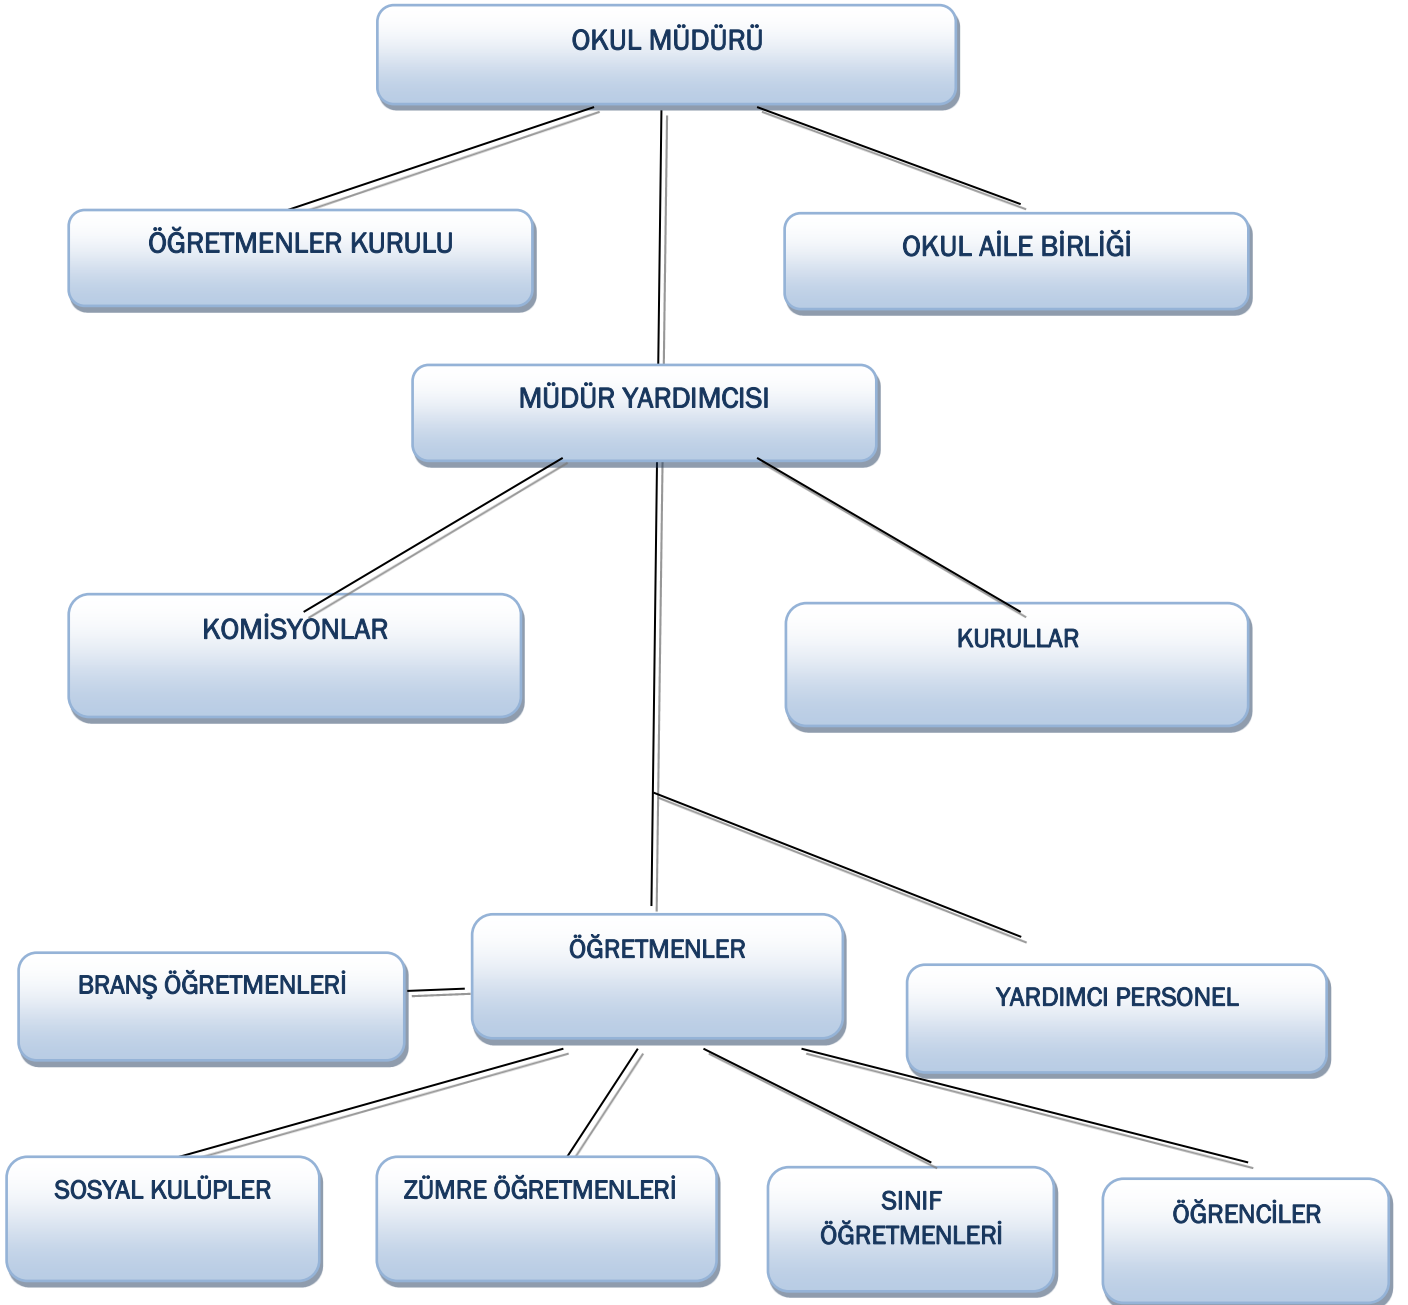 OKUL MÜDÜRÜ
ÖĞRETMENLER KURULU
OKUL AİLE BİRLİĞİ
MÜDÜR YARDIMCISI
KOMİSYONLAR
KURULLAR
ÖĞRETMENLER
BRANŞ ÖĞRETMENLERİ
YARDIMCI PERSONEL
SOSYAL KULÜPLER
ZÜMRE ÖĞRETMENLERİ
SINIF
ÖĞRETMENLERİ
ÖĞRENCİLER